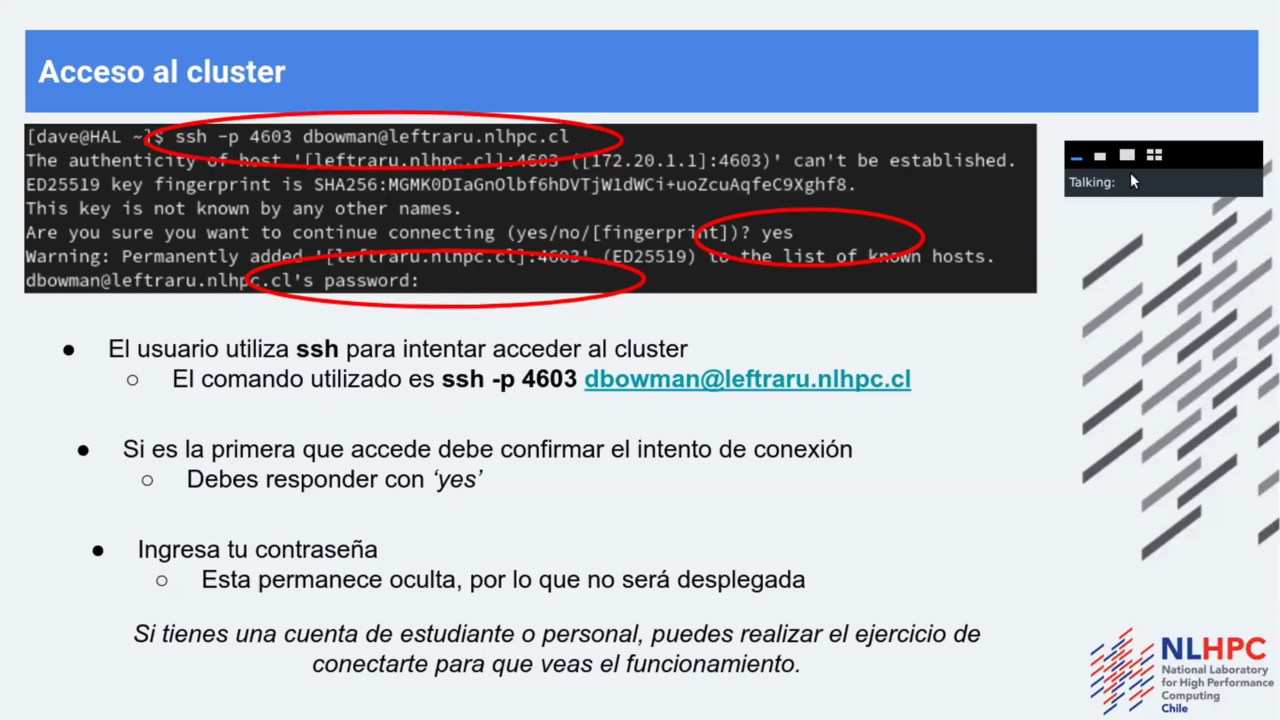 Acceso al cluster
[dave@HAL ~]$ ssh -p 4603 dbowman@leftraru.nlhpc.cl
The authenticity of host '[leftraru.nlhpc.cl]:4603 ([172.20.1.1]:4603)' can't be established.
ED25519 key fingerprint is SHA256:MGMK0DIaGnOlbf6hDVTjW1dWCi+uoZcuAqfeC9Xghf8.
This key is not known by any other names.
Are you sure you want to continue connecting (yes/no/[fingerprint])? yes
Warning: Permanently added '[leftraru.nlhpc.cl]:4603' (ED25519) to the list of known hosts.
dbowman@leftraru.nlhpc.cl's password:
Talking:
● El usuario utiliza ssh para intentar acceder al cluster
○ El comando utilizado es ssh -p 4603 dbowman@leftraru.nlhpc.cl
● Si es la primera que accede debe confirmar el intento de conexión
○ Debes responder con ‘yes’
● Ingresa tu contraseña
○ Esta permanece oculta, por lo que no será desplegada
Si tienes una cuenta de estudiante o personal, puedes realizar el ejercicio de
conectarte para que veas el funcionamiento.
NLHPC
National Laboratory
for High Performance
Computing
Chile